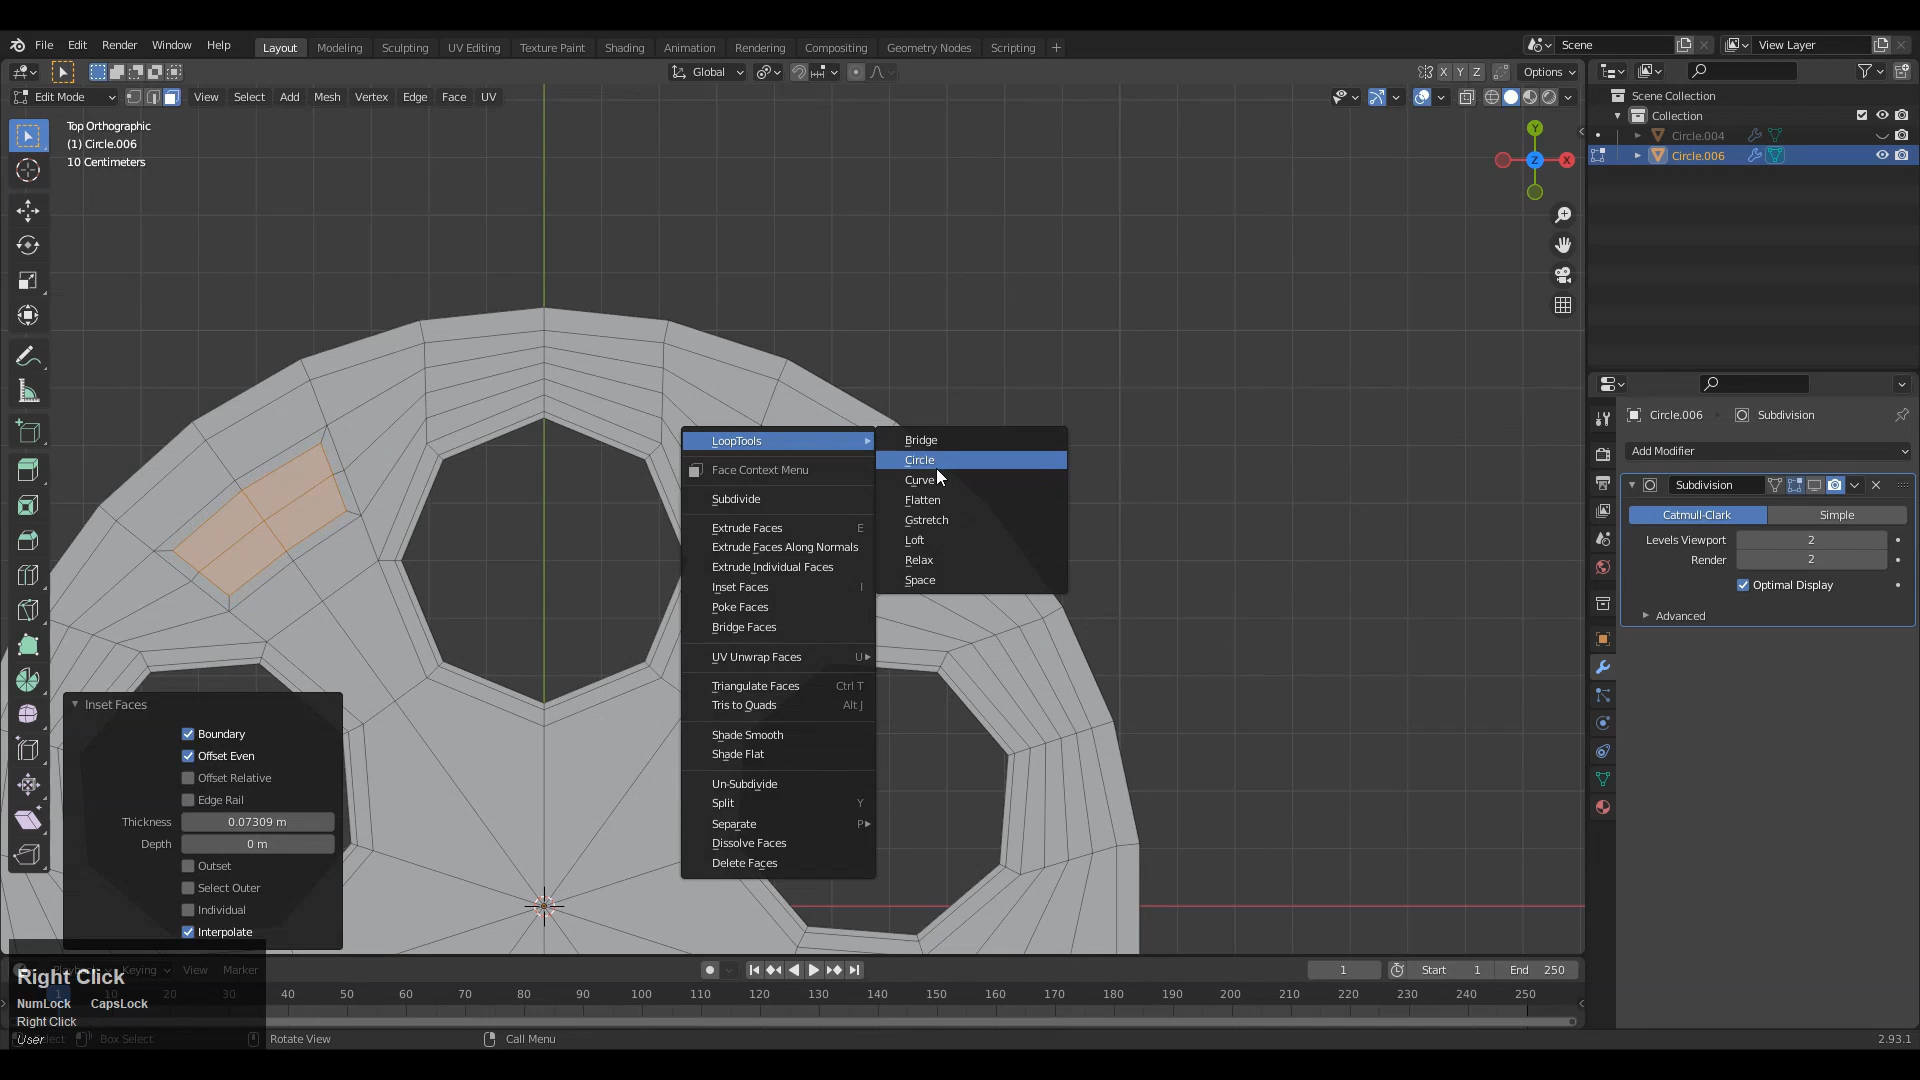 File Edit Render Window Help
Layout Modeling Sculpting UV Editing Texture Paint Shading Animation Rendering Compositing Geometry Nodes Scripting +
Scene
View Layer
Global
X Y Z
Options
Edit Mode
View Select Add Mesh Vertex Edge Face UV
Top Orthographic
(1) Circle.006
10 Centimeters
Y
Z
X
Scene Collection
Collection
Circle.004
Circle.006
Circle.006
Subdivision
Add Modifier
Subdivision
Catmull-Clark
Simple
Levels Viewport 2
Render 2
Optimal Display
Advanced
LoopTools
Face Context Menu
Subdivide
Extrude Faces E
Extrude Faces Along Normals
Extrude Individual Faces
Inset Faces I
Poke Faces
Bridge Faces
UV Unwrap Faces U
Triangulate Faces Ctrl T
Tris to Quads Alt J
Shade Smooth
Shade Flat
Un-Subdivide
Split Y
Separate P
Dissolve Faces
Delete Faces
Bridge
Circle
Curve
Flatten
Gstretch
Loft
Relax
Space
Inset Faces
Boundary
Offset Even
Offset Relative
Edge Rail
Thickness 0.07309 m
Depth 0 m
Outset
Select Outer
Individual
Interpolate
Keying View Marker
1
Start 1
End 250
20 30 40 50 60 70 80 90 100 110 120 130 140 150 160 170 180 190 200 210 220 230 240 250
Right Click
NumLock CapsLock
Right Click
User
Box Select
Rotate View
Call Menu
2.93.1